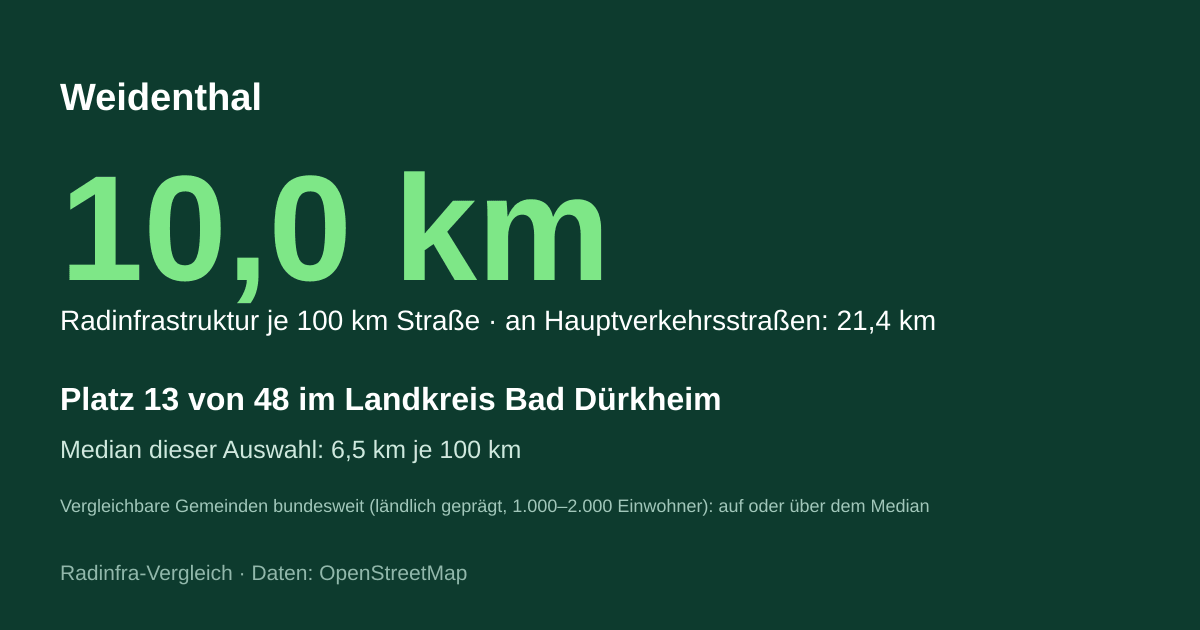 Weidenthal
10,0 km
Radinfrastruktur je 100 km Straße · an Hauptverkehrsstraßen: 21,4 km
Platz 13 von 48 im Landkreis Bad Dürkheim
Median dieser Auswahl: 6,5 km je 100 km
Vergleichbare Gemeinden bundesweit (ländlich geprägt, 1.000–2.000 Einwohner): auf oder über dem Median
Radinfra-Vergleich · Daten: OpenStreetMap